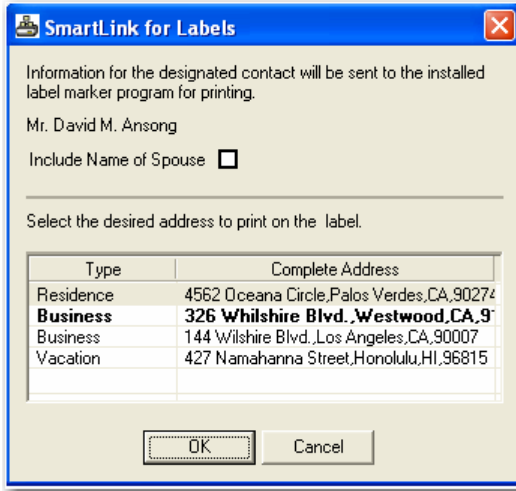 SmartLink for Labels
Information for the designated contact will be sent to the installed
label marker program for printing.
Mr. David M. Ansong
Include Name of Spouse
Select the desired address to print on the label.
Type Complete Address
Residence 4562 Oceana Circle,Palos Verdes,CA,90274
Business 326 Whilshire Blvd.,Westwood,CA,9
Business 144 Wilshire Blvd.,Los Angeles,CA,90007
Vacation 427 Namahanna Street,Honolulu,HI,96815
OK Cancel